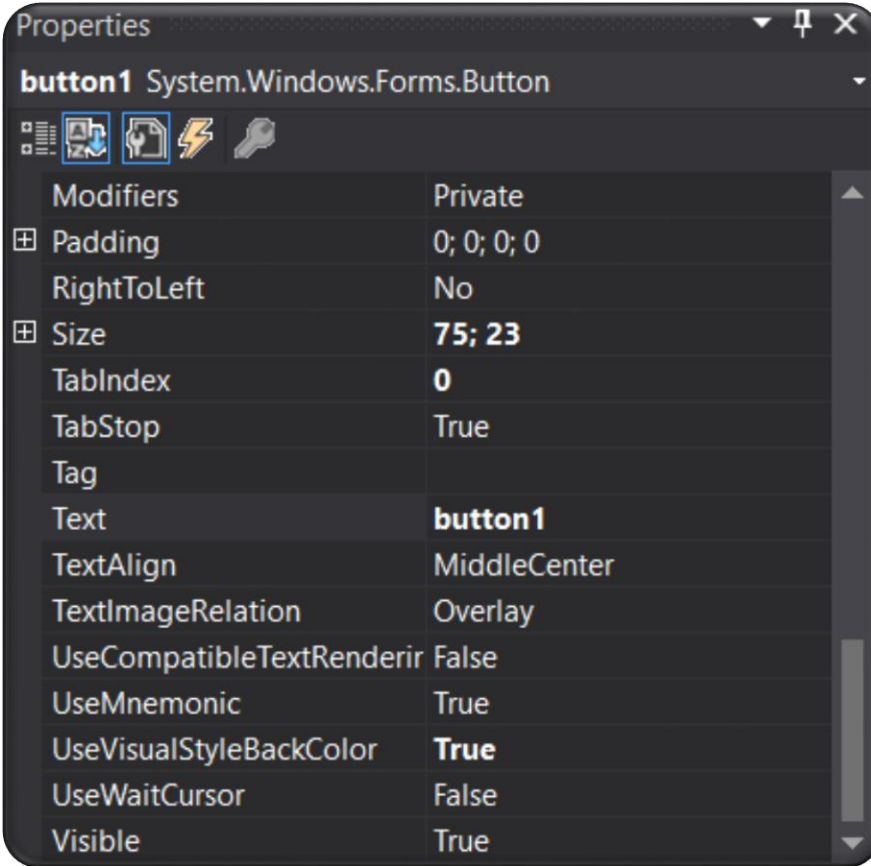 Properties
button1 System.Windows.Forms.Button
Modifiers Private
Padding 0; 0; 0; 0
RightToLeft No
Size 75; 23
TabIndex 0
TabStop True
Tag
Text button1
TextAlign MiddleCenter
TextImageRelation Overlay
UseCompatibleTextRenderir False
UseMnemonic True
UseVisualStyleBackColor True
UseWaitCursor False
Visible True